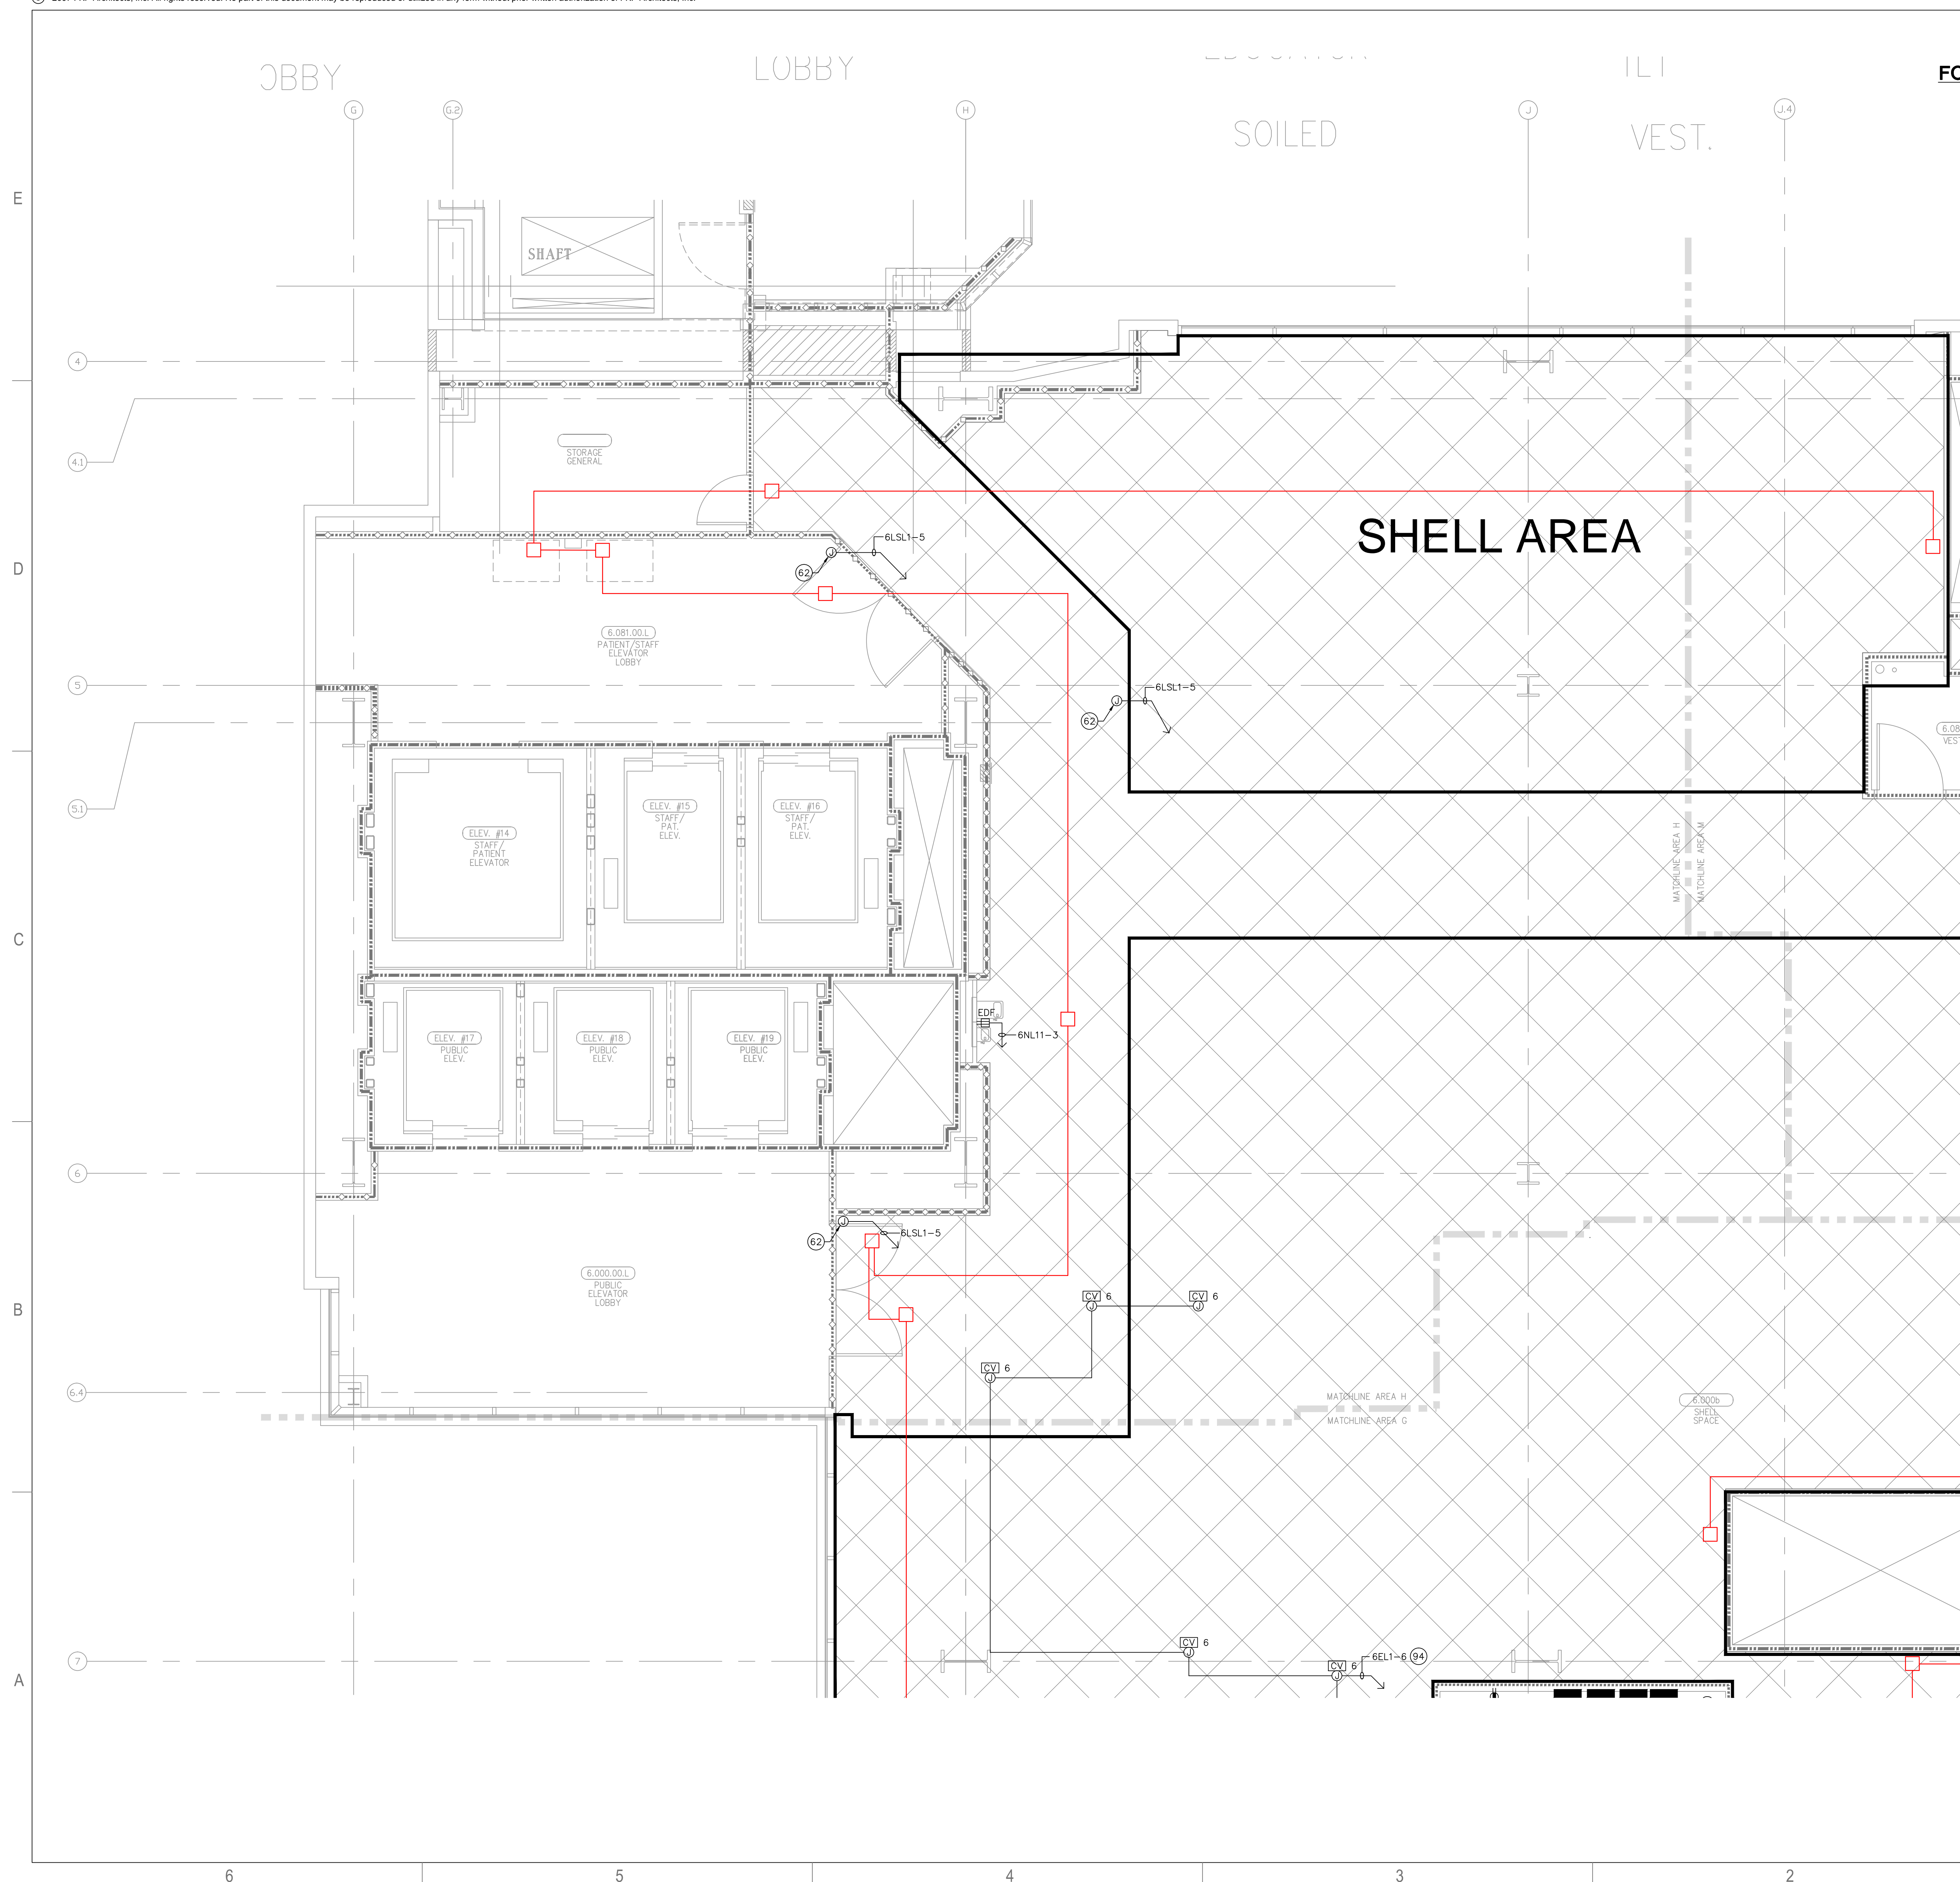 OBBY
LOBBY
FO
G
G.2
H
J
J.4
SOILED
VEST.
E
SHAFT
4
4.1
STORAGE
GENERAL
SHELL AREA
6LSL1-5
J
62
D
6.081.00.L
PATIENT/STAFF
ELEVATOR
LOBBY
5
6LSL1-5
J
62
6.08
VES
5.1
ELEV. #14
STAFF/
PATIENT
ELEVATOR
ELEV. #15
STAFF/
PAT.
ELEV.
ELEV. #16
STAFF/
PAT.
ELEV.
MATCHLINE AREA H
MATCHLINE AREA M
C
EDF
6NL11-3
ELEV. #17
PUBLIC
ELEV.
ELEV. #18
PUBLIC
ELEV.
ELEV. #19
PUBLIC
ELEV.
6
J
62
6LSL1-5
6.000.00.L
PUBLIC
ELEVATOR
LOBBY
CV 6
J
CV 6
J
B
CV 6
J
6.4
MATCHLINE AREA H
MATCHLINE AREA G
6.000b
SHELL
SPACE
7
CV 6
J
CV 6
J
6EL1-6 94
A
6
5
4
3
2